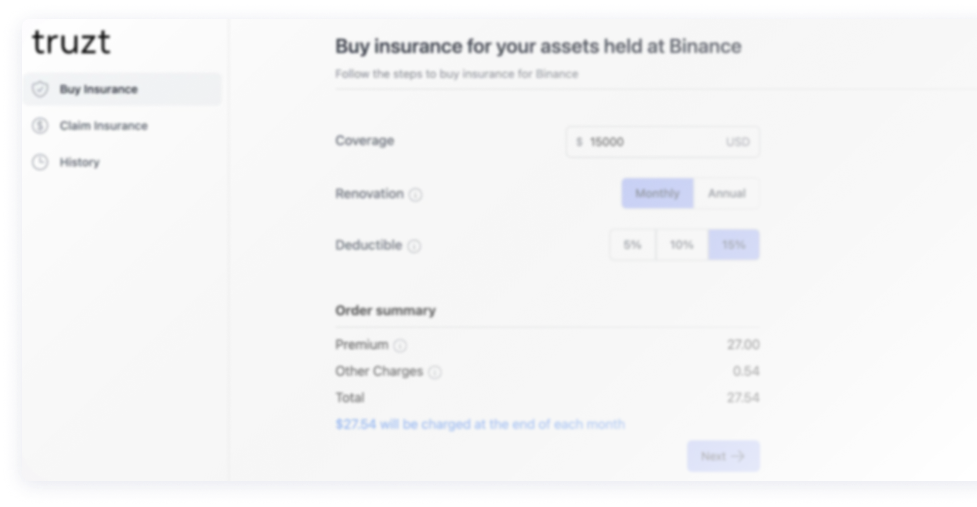 truzt
Buy Insurance
Claim Insurance
History
Buy insurance for your assets held at Binance
Follow the steps to buy insurance for Binance
Coverage $ 15000 USD
Renovation Monthly Annual
Deductible 5% 10% 15%
Order summary
Premium 27.00
Other Charges 0.54
Total 27.54
$27.54 will be charged at the end of each month
Next →